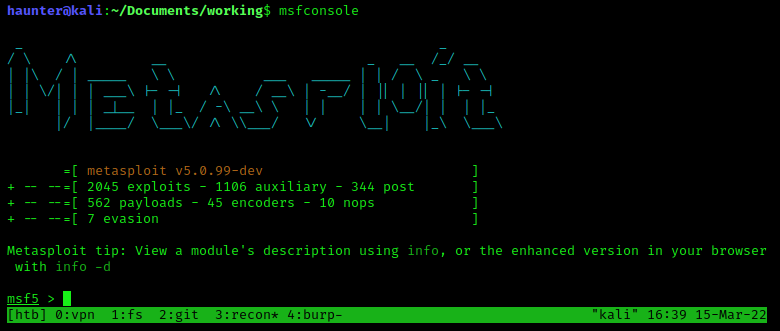 haunter@kali:~/Documents/working$ msfconsole
METASPLOIT
=[ metasploit v5.0.99-dev ]
+ -- --=[ 2045 exploits - 1106 auxiliary - 344 post ]
+ -- --=[ 562 payloads - 45 encoders - 10 nops ]
+ -- --=[ 7 evasion ]
Metasploit tip: View a module's description using info, or the enhanced version in your browser
with info -d
msf5 >
[htb] 0:vpn 1:fs 2:git 3:recon* 4:burp- "kali" 16:39 15-Mar-22